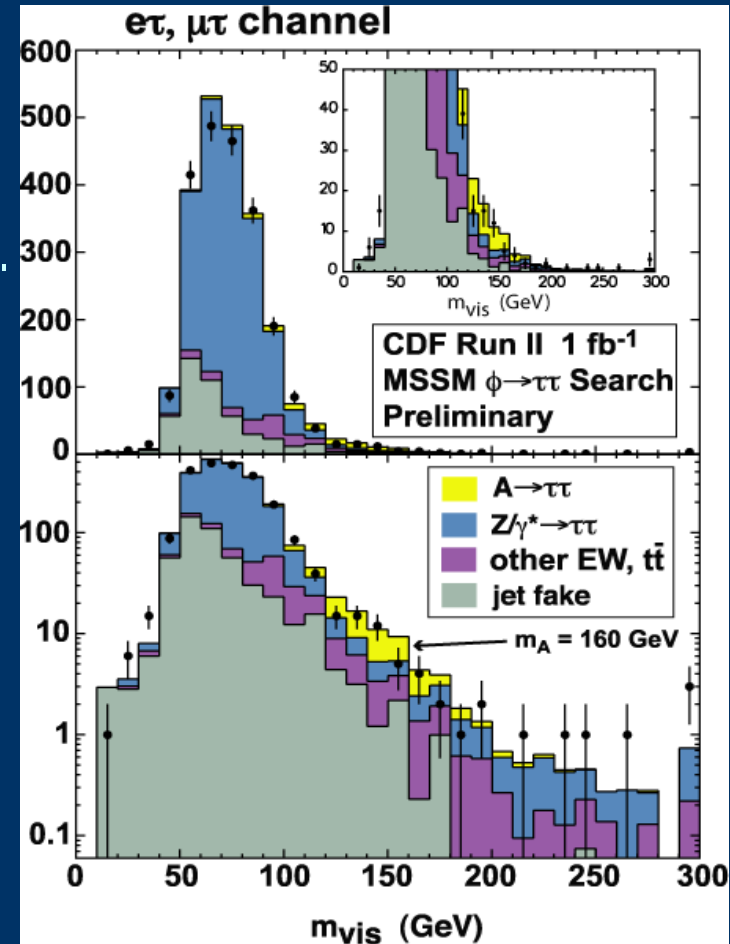 eτ, μτ channel
600
500
400
300
200
100
0
50
40
30
20
10
0
0 50 100 150 200 250 300
m_vis (GeV)
CDF Run II 1 fb⁻¹
MSSM ϕ→ττ Search
Preliminary
A→ττ
Z/γ*→ττ
other EW, tt̄
jet fake
m_A = 160 GeV
100
10
1
0.1
0 50 100 150 200 250 300
m_vis (GeV)